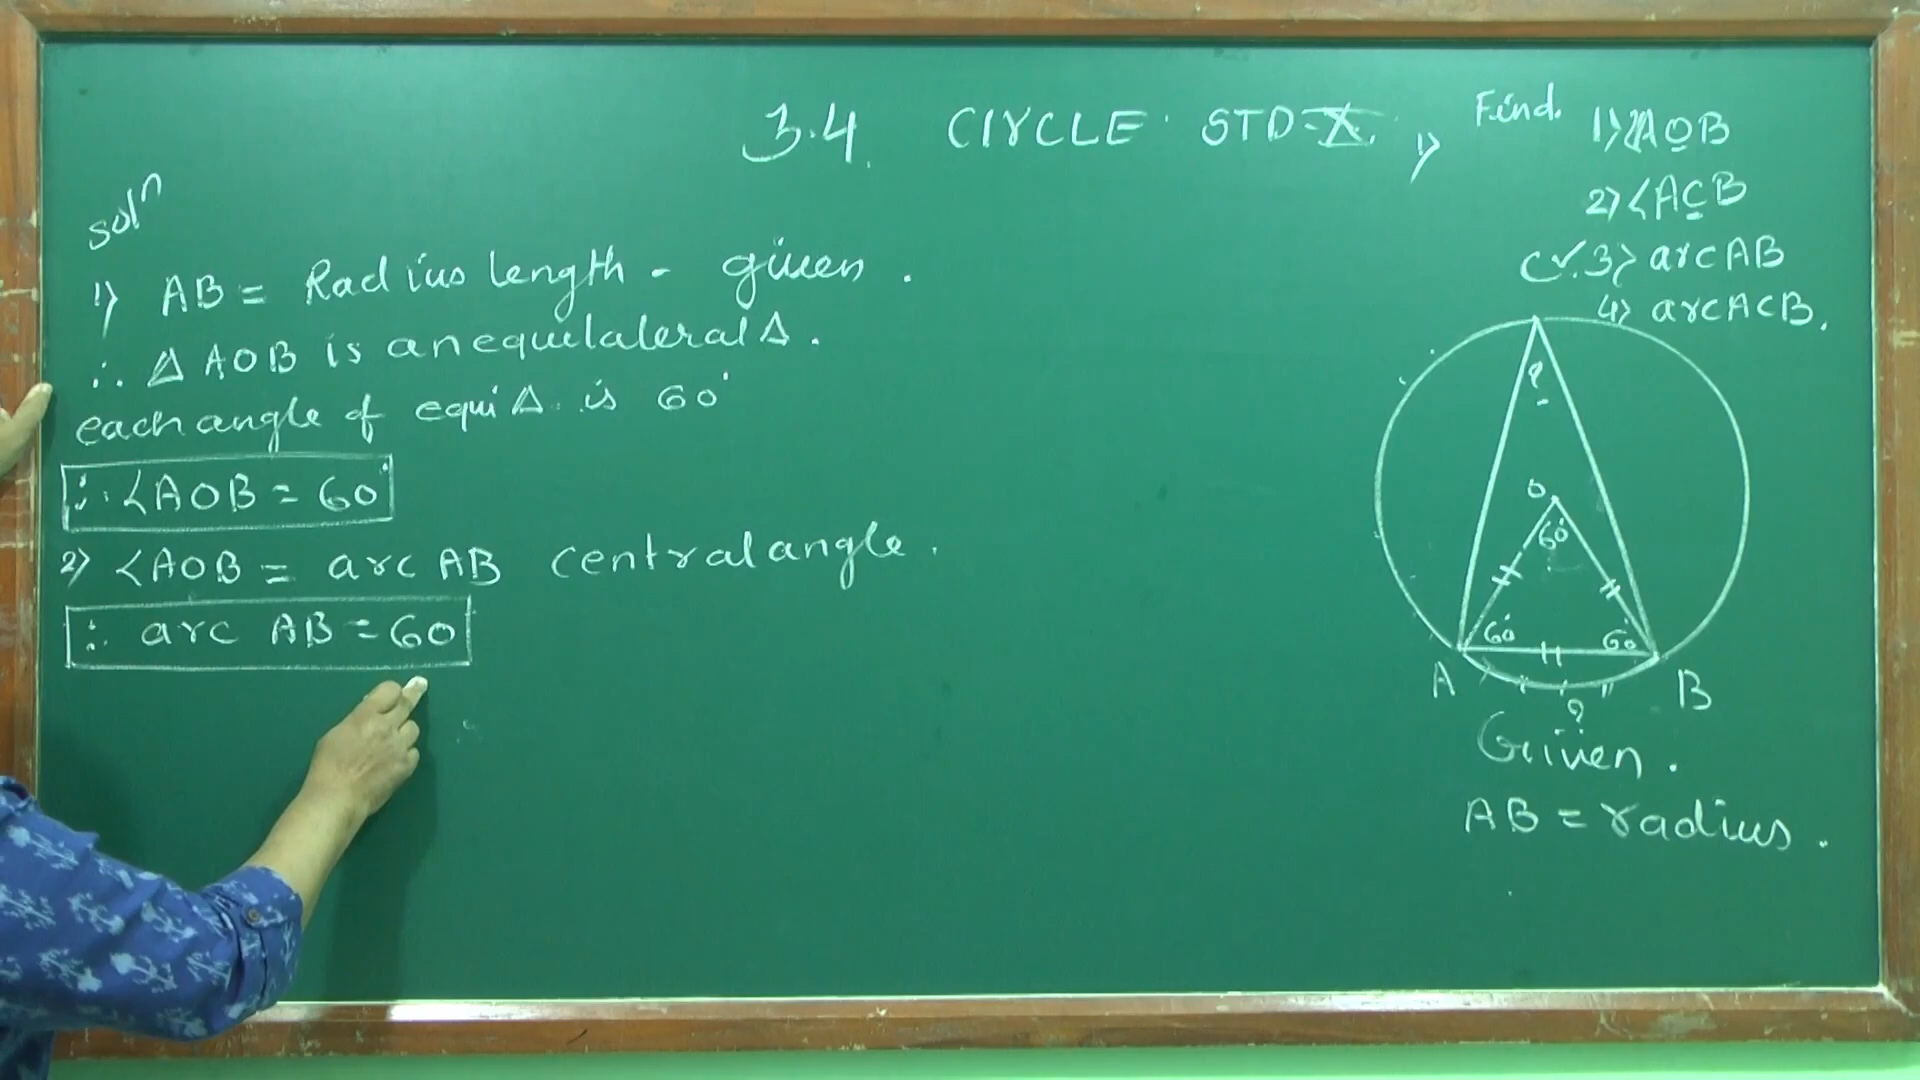 3.4 CIRCLE STD-X. 1)
Find. 1) ∠AOB
2) ∠ACB
3) arc AB
4) arc ACB.
C
soln
1) AB = Radius length - given.
∴ △ AOB is an equilateral △.
each angle of equi △. is 60°
∴ ∠AOB = 60°
2) ∠AOB = arc AB central angle.
∴ arc AB = 60
?
O
60°
60° 60
A B
?
Given.
AB = radius.